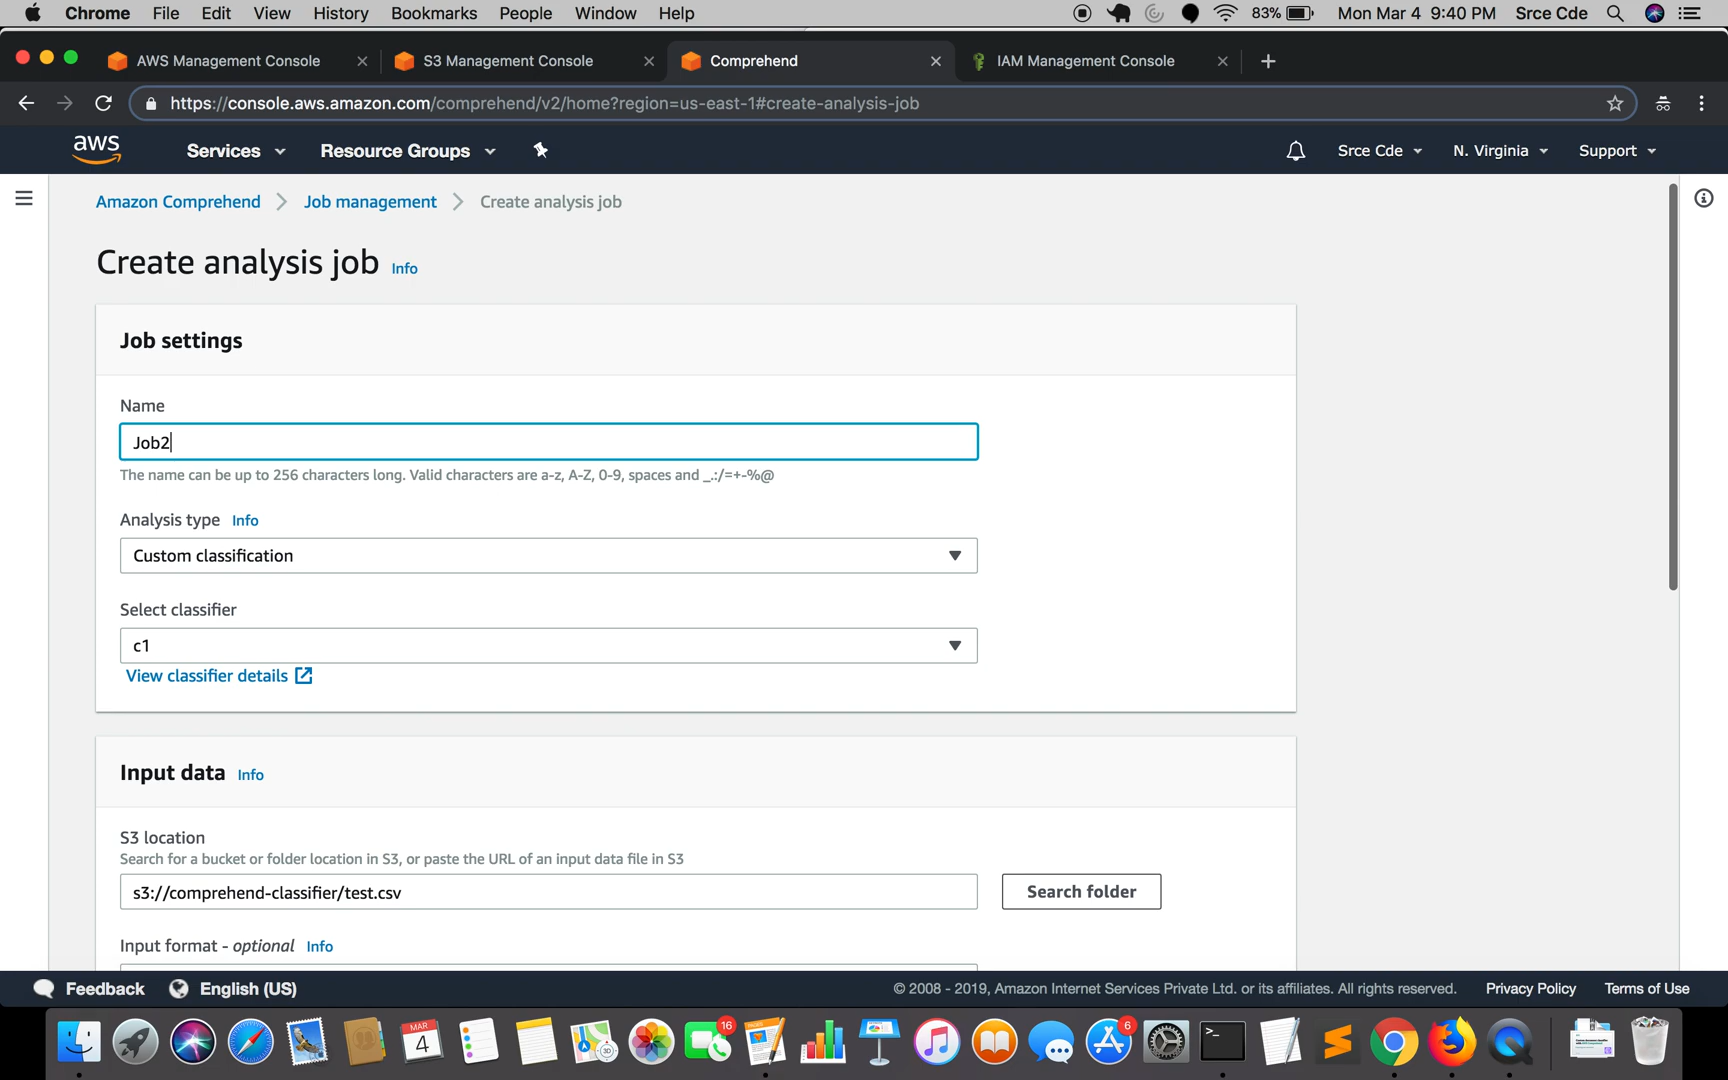 Chrome File Edit View History Bookmarks People Window Help 83% Mon Mar 4 9:40 PM Srce Cde
AWS Management Console S3 Management Console Comprehend IAM Management Console
https://console.aws.amazon.com/comprehend/v2/home?region=us-east-1#create-analysis-job
aws Services Resource Groups Srce Cde N. Virginia Support
Amazon Comprehend Job management Create analysis job
Create analysis job Info
Job settings
Name
Job2
The name can be up to 256 characters long. Valid characters are a-z, A-Z, 0-9, spaces and _.:/=+-%@
Analysis type Info
Custom classification
Select classifier
c1
View classifier details
Input data Info
S3 location
Search for a bucket or folder location in S3, or paste the URL of an input data file in S3
s3://comprehend-classifier/test.csv Search folder
Input format - optional Info
Feedback English (US) © 2008 - 2019, Amazon Internet Services Private Ltd. or its affiliates. All rights reserved. Privacy Policy Terms of Use
MAR
4
16
6